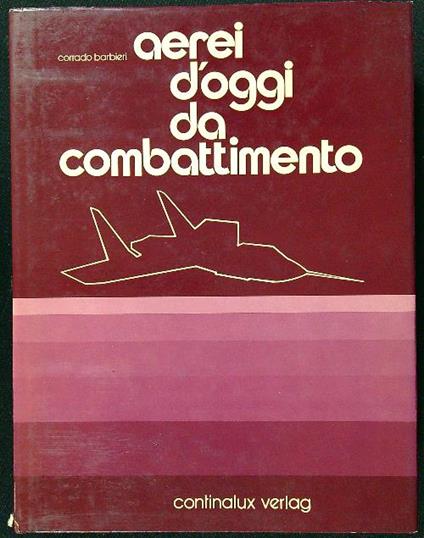 corrado barbieri
aerei
d'oggi
da
combattimento
continalux verlag